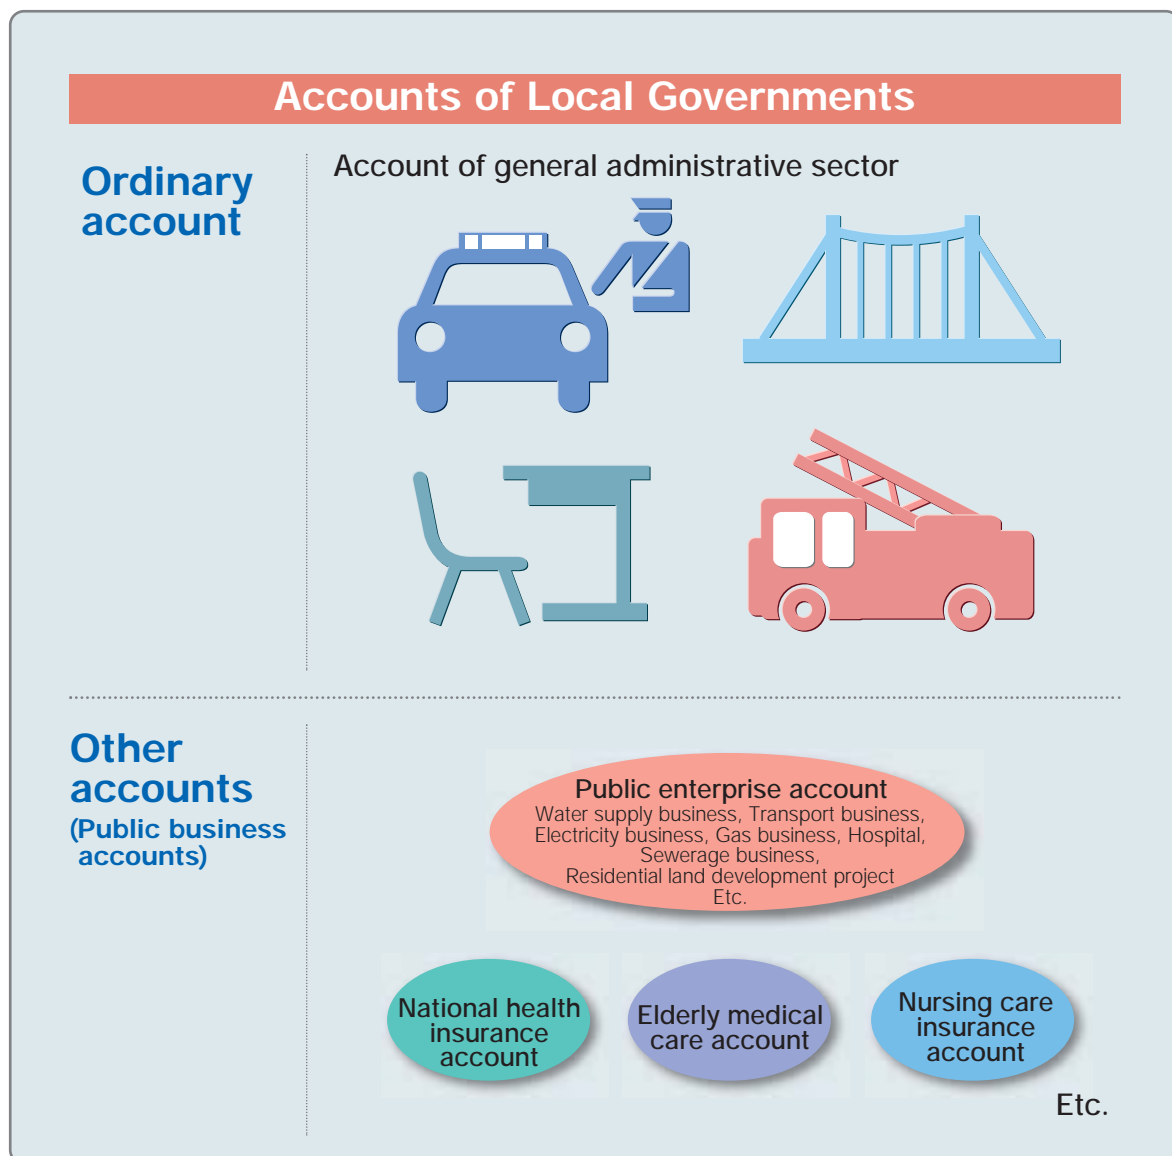 Accounts of Local Governments
Ordinary
account
Account of general administrative sector
Other
accounts
(Public business
accounts)
Public enterprise account
Water supply business, Transport business,
Electricity business, Gas business, Hospital,
Sewerage business,
Residential land development project
Etc.
National health
insurance
account
Elderly medical
care account
Nursing care
insurance
account
Etc.